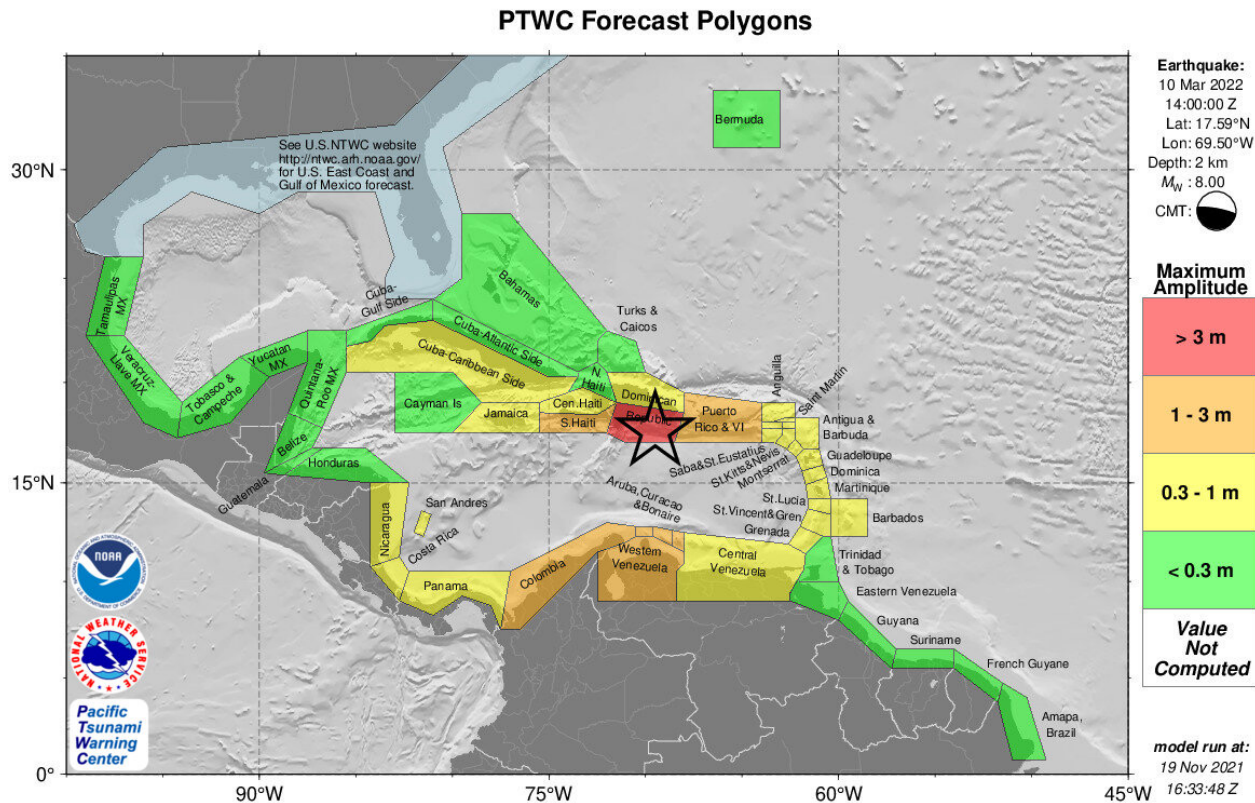 PTWC Forecast Polygons
Earthquake:
10 Mar 2022
14:00:00 Z
Lat: 17.59°N
Lon: 69.50°W
Depth: 2 km
MW : 8.00
CMT:
Maximum
Amplitude
> 3 m
1 - 3 m
0.3 - 1 m
< 0.3 m
Value
Not
Computed
model run at:
19 Nov 2021
16:33:48 Z
30°N
15°N
0°
90°W
75°W
60°W
45°W
See U.S.NTWC website
http://ntwc.arh.noaa.gov/
for U.S. East Coast and
Gulf of Mexico forecast.
Bermuda
Tamaulipas
MX
Veracruz-
Llave MX
Tobasco &
Campeche
Yucatan
MX
Quintana-
Roo MX
Belize
Guatemala
Honduras
Cuba-
Gulf Side
Bahamas
Cuba-Atlantic Side
Cuba-Caribbean Side
Turks &
Caicos
N.
Haiti
Cayman Is
Jamaica
Cen.Haiti
S.Haiti
Dominican
Republic
Puerto
Rico & VI
Anguilla
Saint Martin
Antigua &
Barbuda
Saba&St.Eustatius
St.Kitts&Nevis
Montserrat
Guadeloupe
Dominica
Martinique
St.Lucia
St.Vincent&Gren
Barbados
Grenada
Aruba,Curacao
&Bonaire
San Andres
Nicaragua
Costa Rica
Panama
Colombia
Western
Venezuela
Central
Venezuela
Trinidad
& Tobago
Eastern Venezuela
Guyana
Suriname
French Guyane
Amapa,
Brazil
NOAA
NATIONAL WEATHER SERVICE
Pacific
Tsunami
Warning
Center